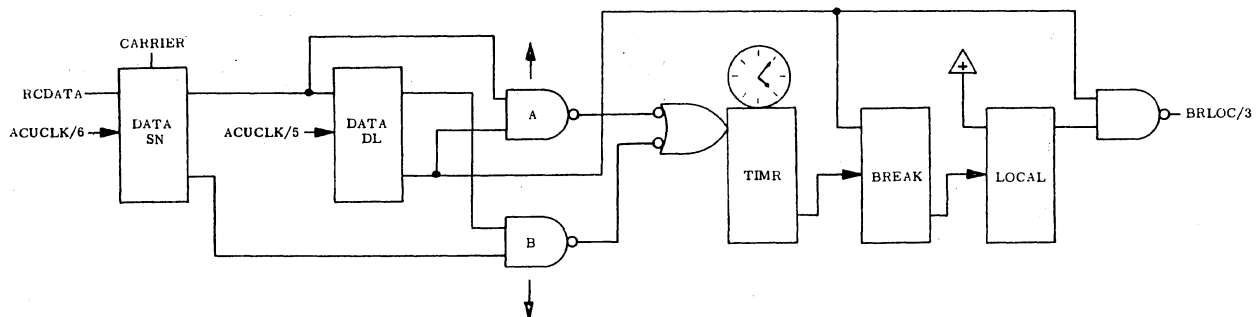 CARRIER
RCDATA
ACUCLK/6
DATA
SN
ACUCLK/5
DATA
DL
A
B
+
TIMR
BREAK
LOCAL
BRLOC/3